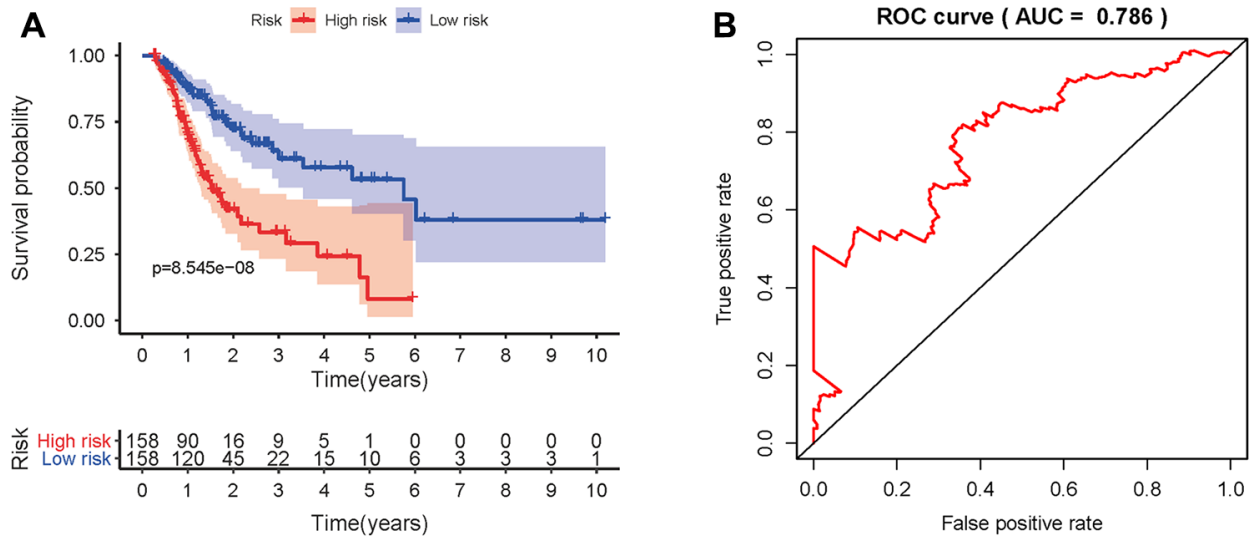 A
Risk High risk Low risk
Survival probability
1.00
0.75
0.50
0.25
0.00
p=8.545e−08
0 1 2 3 4 5 6 7 8 9 10
Time(years)
Risk
High risk 158 90 16 9 5 1 0 0 0 0 0
Low risk 158 120 45 22 15 10 6 3 3 3 1
0 1 2 3 4 5 6 7 8 9 10
Time(years)
B
ROC curve ( AUC = 0.786 )
True positive rate
1.0
0.8
0.6
0.4
0.2
0.0
0.0 0.2 0.4 0.6 0.8 1.0
False positive rate